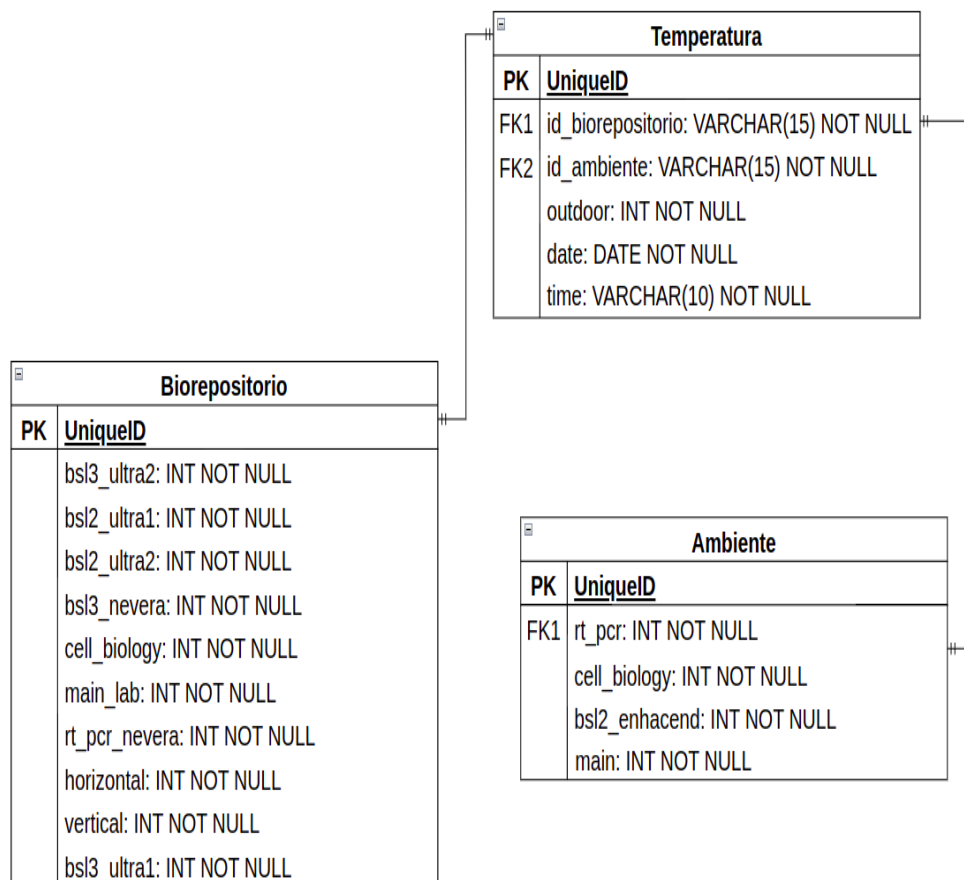 Temperatura
PK UniqueID
FK1 id_biorepositorio: VARCHAR(15) NOT NULL
FK2 id_ambiente: VARCHAR(15) NOT NULL
outdoor: INT NOT NULL
date: DATE NOT NULL
time: VARCHAR(10) NOT NULL
Biorepositorio
PK UniqueID
bsl3_ultra2: INT NOT NULL
bsl2_ultra1: INT NOT NULL
bsl2_ultra2: INT NOT NULL
bsl3_nevera: INT NOT NULL
cell_biology: INT NOT NULL
main_lab: INT NOT NULL
rt_pcr_nevera: INT NOT NULL
horizontal: INT NOT NULL
vertical: INT NOT NULL
bsl3_ultra1: INT NOT NULL
Ambiente
PK UniqueID
FK1 rt_pcr: INT NOT NULL
cell_biology: INT NOT NULL
bsl2_enhacend: INT NOT NULL
main: INT NOT NULL